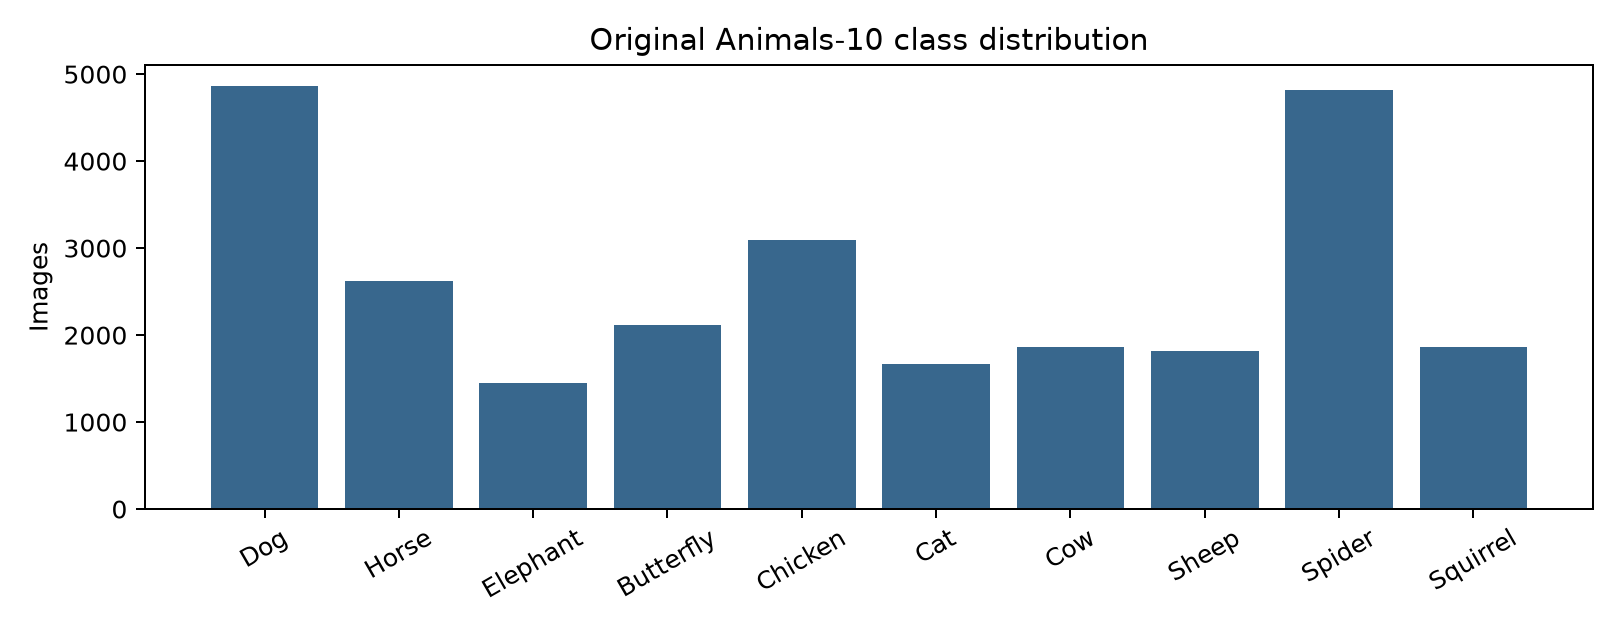 Original Animals-10 class distribution
5000
4000
3000
2000
1000
0
Images
Dog
Horse
Elephant
Butterfly
Chicken
Cat
Cow
Sheep
Spider
Squirrel